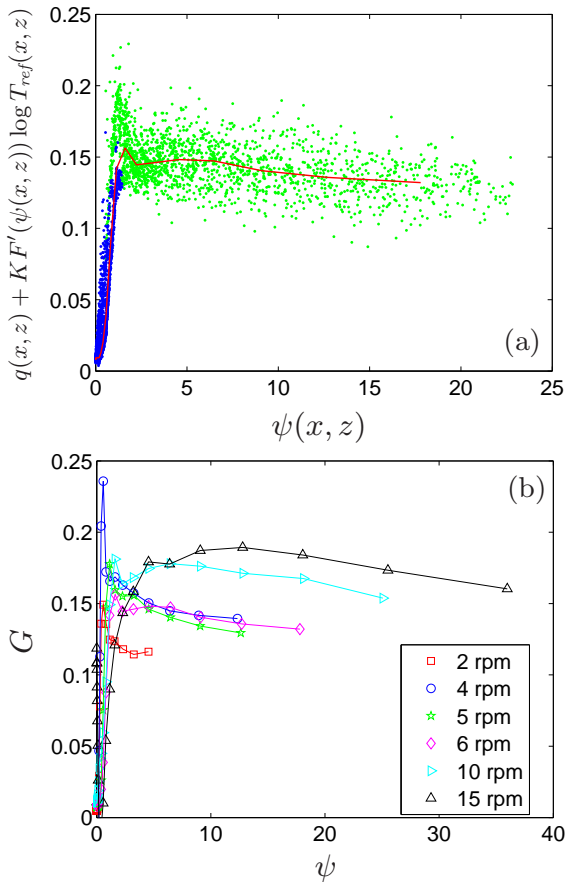 q(x, z) + KF′(ψ(x, z)) log T_ref(x, z)
0.25
0.2
0.15
0.1
0.05
0
0 5 10 15 20 25
(a)
ψ(x, z)
0.25
0.2
0.15
0.1
0.05
0
(b)
G
2 rpm
4 rpm
5 rpm
6 rpm
10 rpm
15 rpm
0 10 20 30 40
ψ